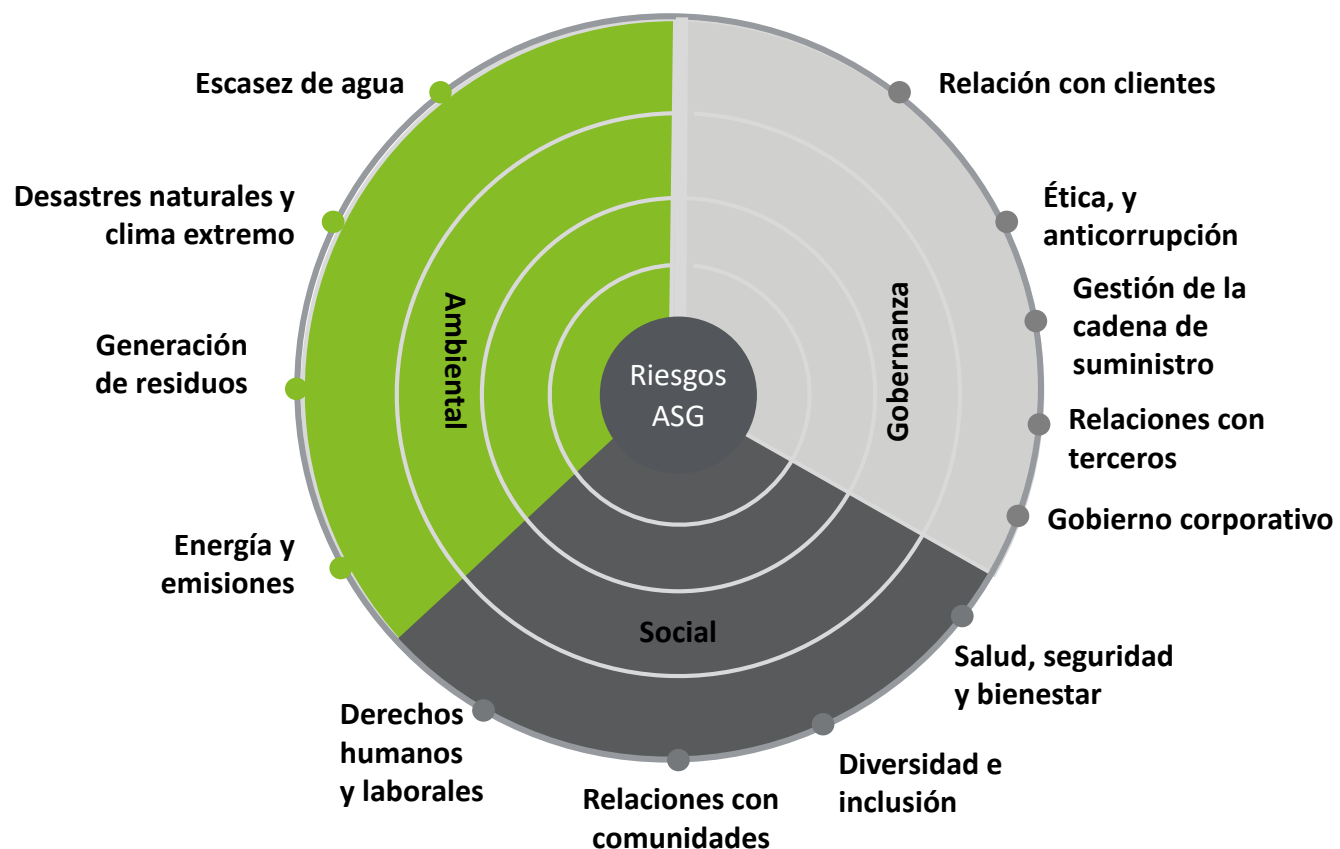 Escasez de agua
Desastres naturales y
clima extremo
Generación
de residuos
Energía y
emisiones
Ambiental
Riesgos
ASG
Gobernanza
Social
Relación con clientes
Ética, y
anticorrupción
Gestión de la
cadena de
suministro
Relaciones con
terceros
Gobierno corporativo
Salud, seguridad
y bienestar
Diversidad e
inclusión
Relaciones con
comunidades
Derechos
humanos
y laborales